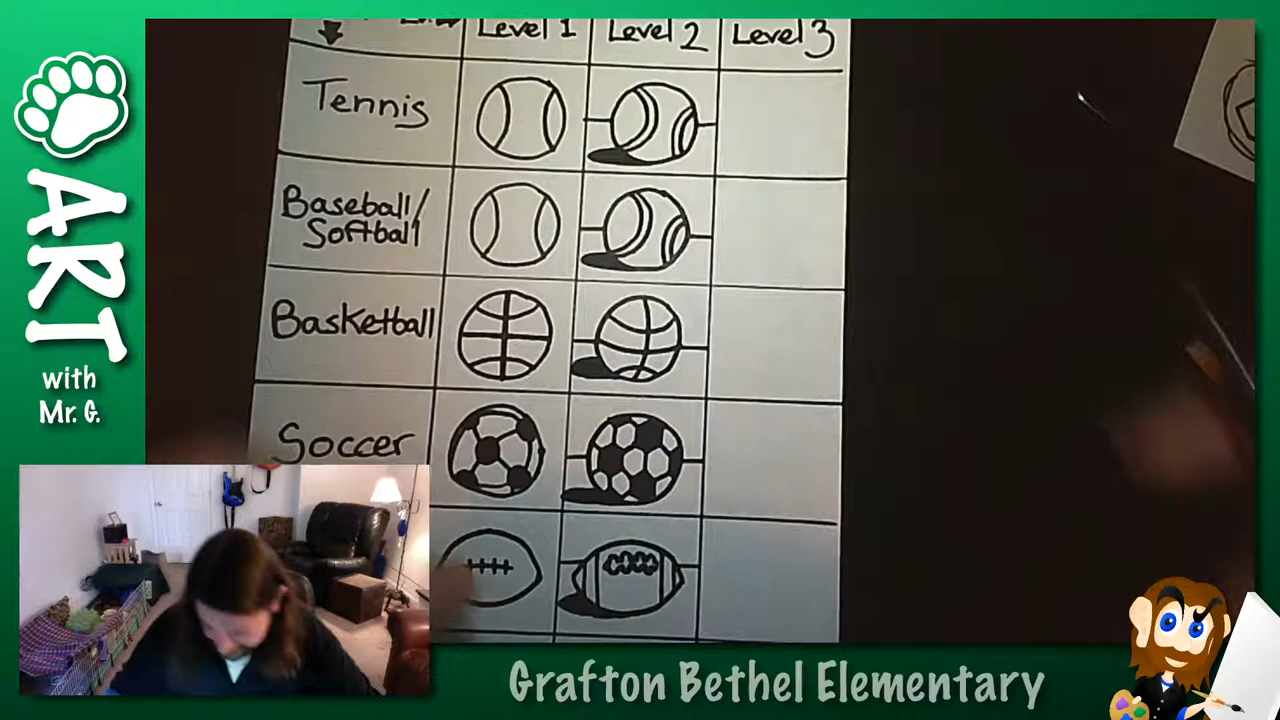 ART
with
Mr. G.
Level 1
Level 2
Level 3
Tennis
Baseball/
Softball
Basketball
Soccer
Grafton Bethel Elementary